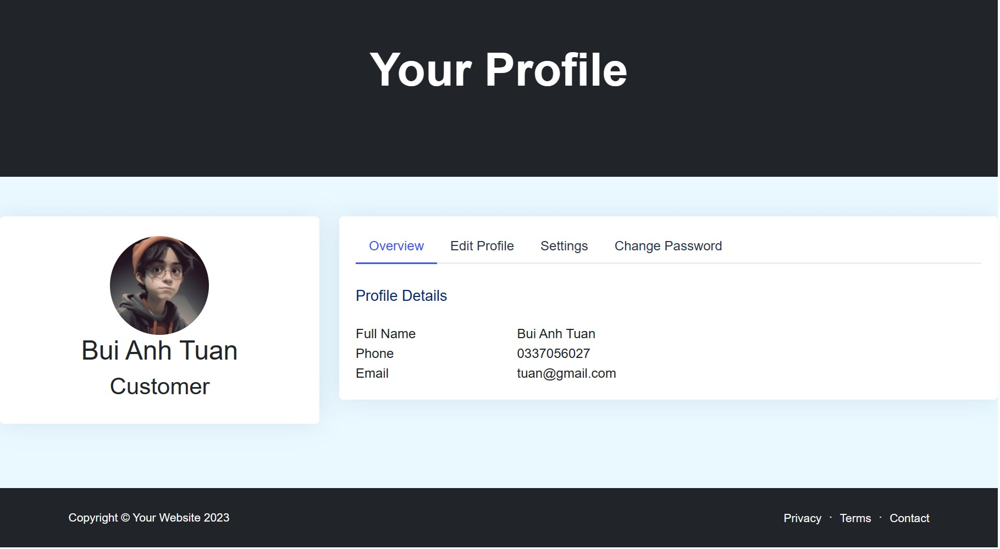 Your Profile
Bui Anh Tuan
Customer
Overview Edit Profile Settings Change Password
Profile Details
Full Name Bui Anh Tuan
Phone 0337056027
Email tuan@gmail.com
Copyright © Your Website 2023
Privacy · Terms · Contact